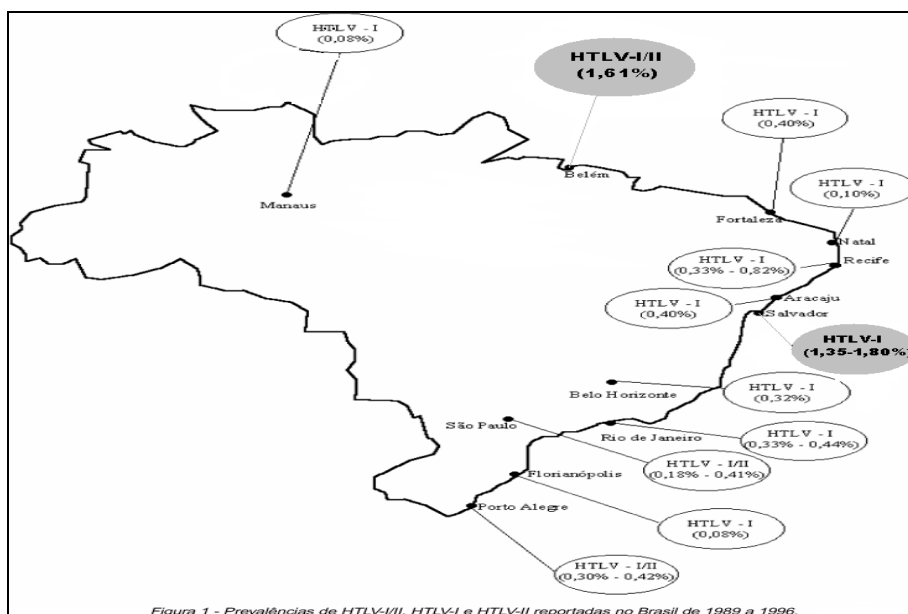 HTLV - I
(0,08%)
HTLV-I/II
(1,61%)
HTLV - I
(0,40%)
Belém
HTLV - I
(0,10%)
Manaus
Fortaleza
Natal
HTLV - I
(0,33% - 0,82%)
Recife
HTLV - I
(0,40%)
Aracaju
Salvador
HTLV-I
(1,35-1,80%)
Belo Horizonte
HTLV - I
(0,32%)
São Paulo
Rio de Janeiro
HTLV - I
(0,33% - 0,44%)
HTLV - I/II
(0,18% - 0,41%)
Florianópolis
Porto Alegre
HTLV - I
(0,08%)
HTLV - I/II
(0,30% - 0,42%)
Figura 1 - Prevalências de HTLV-I/II, HTLV-I e HTLV-II reportadas no Brasil de 1989 a 1996.